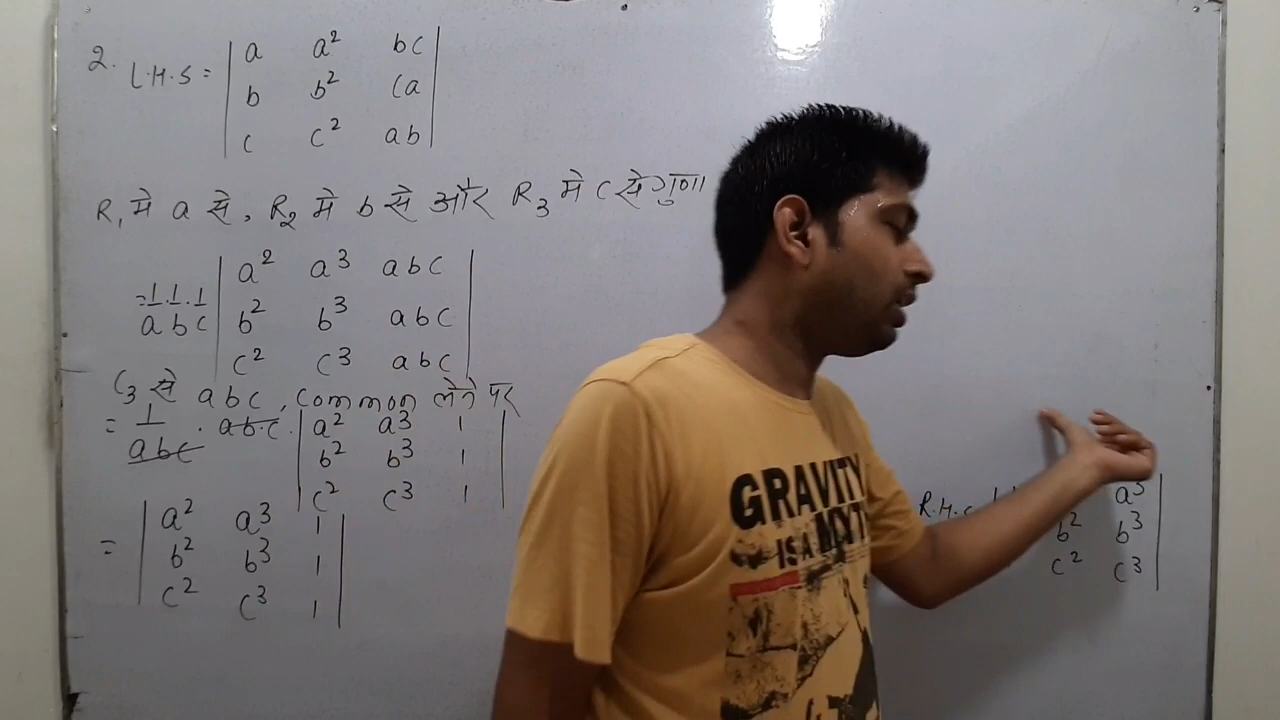 2. L.H.S = | a a² bc |
| b b² ca |
| c c² ab |
R₁ मे a से, R₂ मे b से और R₃ मे c से गुणा
= 1/a . 1/b . 1/c | a² a³ abc |
| b² b³ abc |
| c² c³ abc |
C₃ से abc, common लेने पर
= 1/abc . abc . | a² a³ 1 |
| b² b³ 1 |
| c² c³ 1 |
= | a² a³ 1 |
| b² b³ 1 |
| c² c³ 1 |
R.H.
a³ |
b² b³ |
c² c³ |
GRAVITY
IS A MYTH